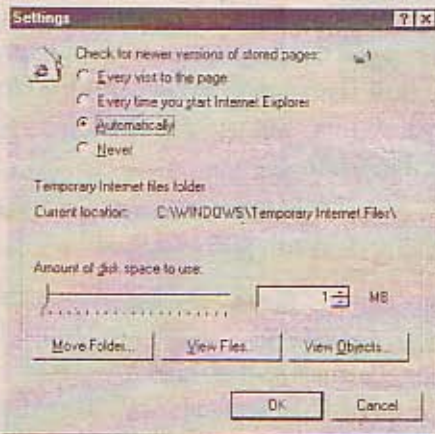 Settings
Check for newer versions of stored pages:
Every visit to the page
Every time you start Internet Explorer
Automatically
Never
Temporary Internet files folder
Current location: C:\WINDOWS\Temporary Internet Files\
Amount of disk space to use:
1 MB
Move Folder... View Files... View Objects...
OK Cancel